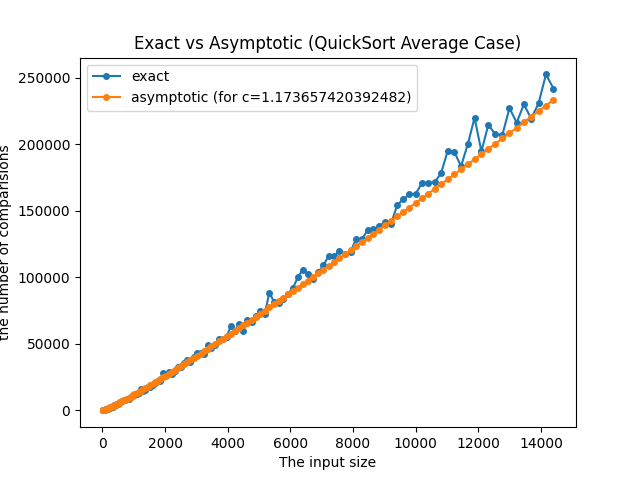 Exact vs Asymptotic (QuickSort Average Case)
exact
asymptotic (for c=1.173657420392482)
250000
200000
150000
100000
50000
0
the number of comparisions
0 2000 4000 6000 8000 10000 12000 14000
The input size